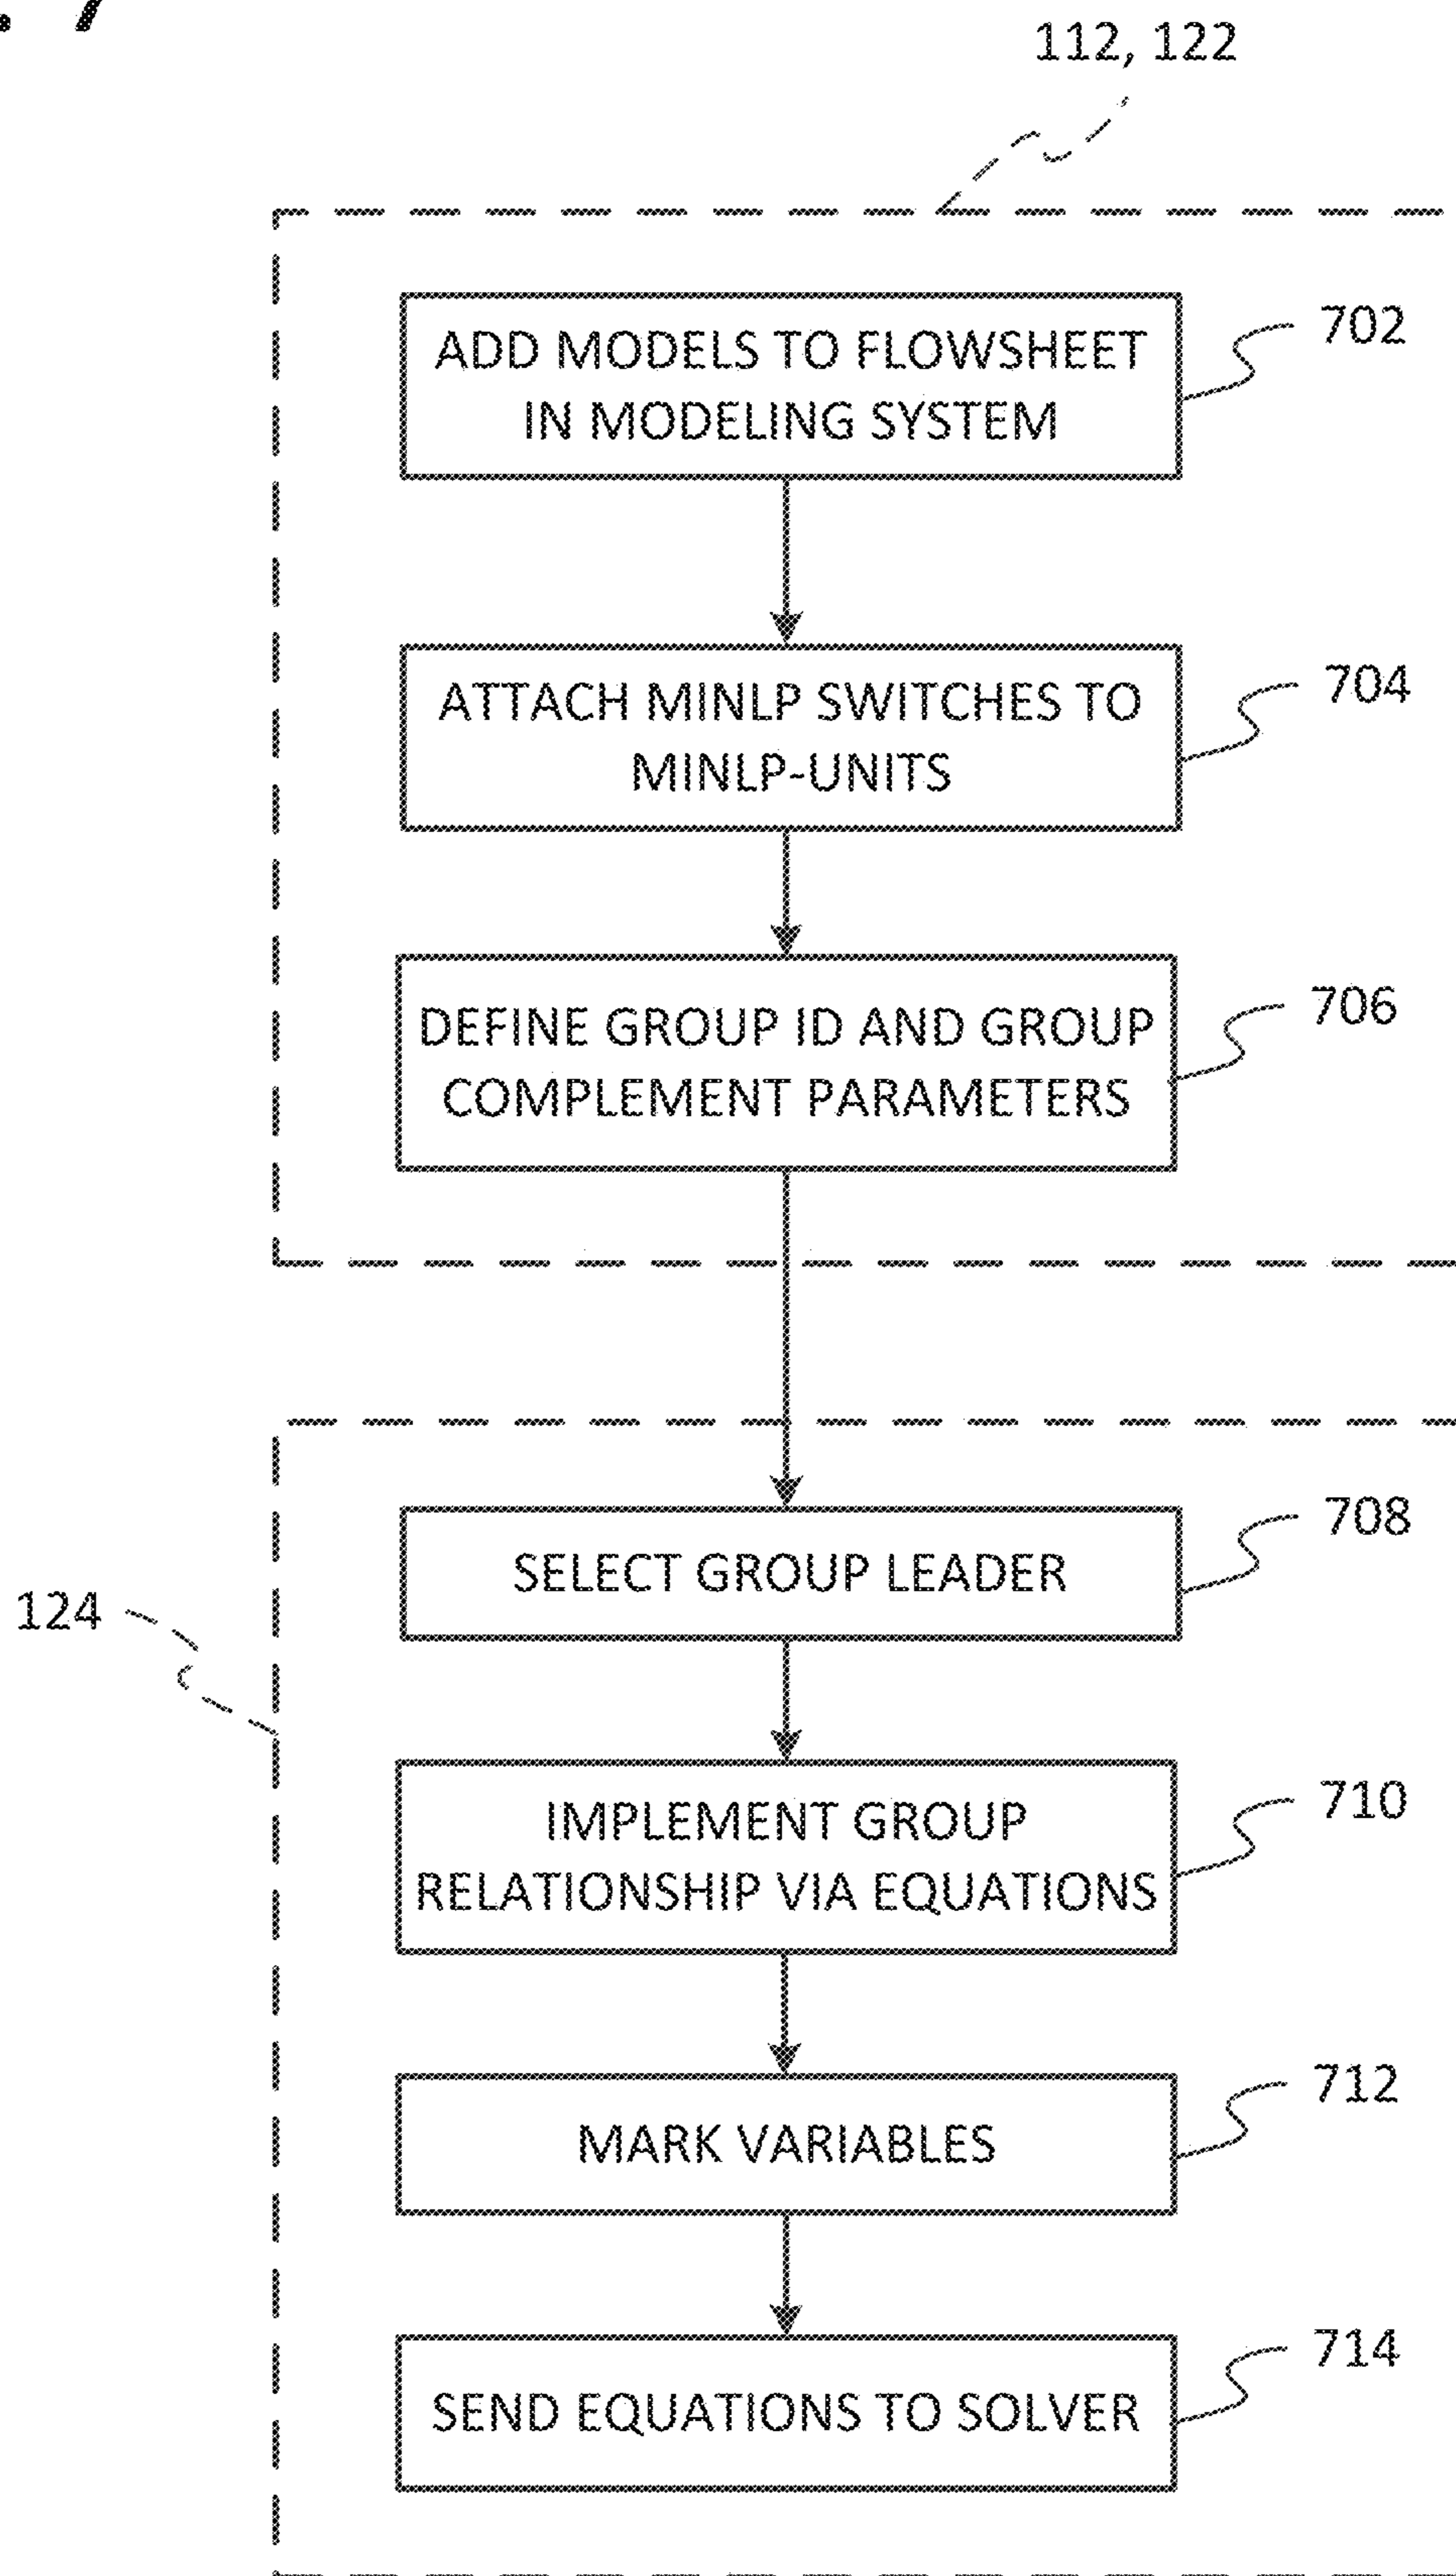 . 7
112, 122
ADD MODELS TO FLOWSHEET
IN MODELING SYSTEM
702
ATTACH MINLP SWITCHES TO
MINLP-UNITS
704
DEFINE GROUP ID AND GROUP
COMPLEMENT PARAMETERS
706
SELECT GROUP LEADER
708
124
IMPLEMENT GROUP
RELATIONSHIP VIA EQUATIONS
710
MARK VARIABLES
712
SEND EQUATIONS TO SOLVER
714